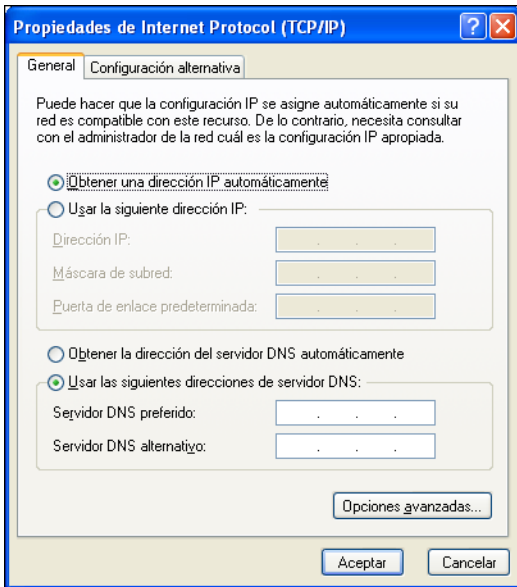 Propiedades de Internet Protocol (TCP/IP)
General
Configuración alternativa
Puede hacer que la configuración IP se asigne automáticamente si su
red es compatible con este recurso. De lo contrario, necesita consultar
con el administrador de la red cuál es la configuración IP apropiada.
Obtener una dirección IP automáticamente
Usar la siguiente dirección IP:
Dirección IP:
Máscara de subred:
Puerta de enlace predeterminada:
Obtener la dirección del servidor DNS automáticamente
Usar las siguientes direcciones de servidor DNS:
Servidor DNS preferido:
Servidor DNS alternativo:
Opciones avanzadas...
Aceptar
Cancelar